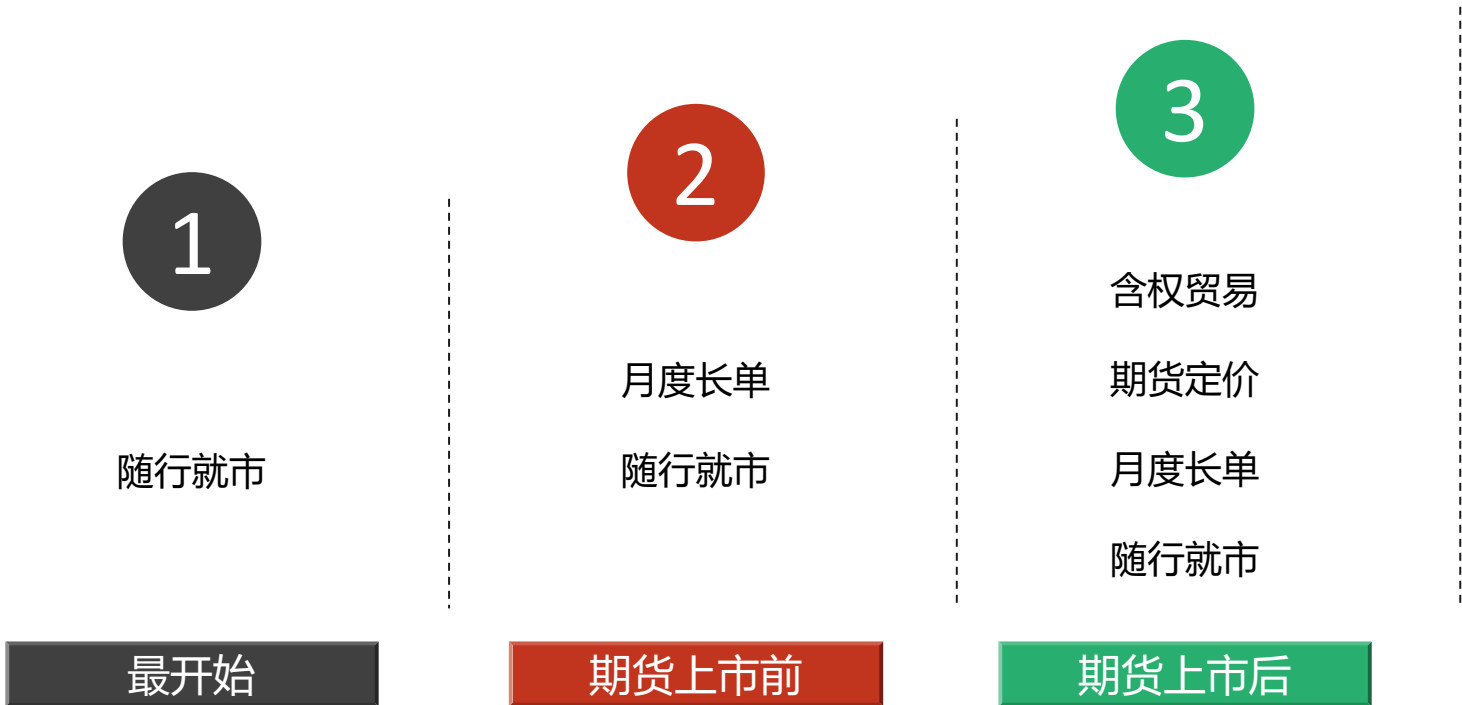 1
随行就市
最开始
2
月度长单
随行就市
期货上市前
3
含权贸易
期货定价
月度长单
随行就市
期货上市后